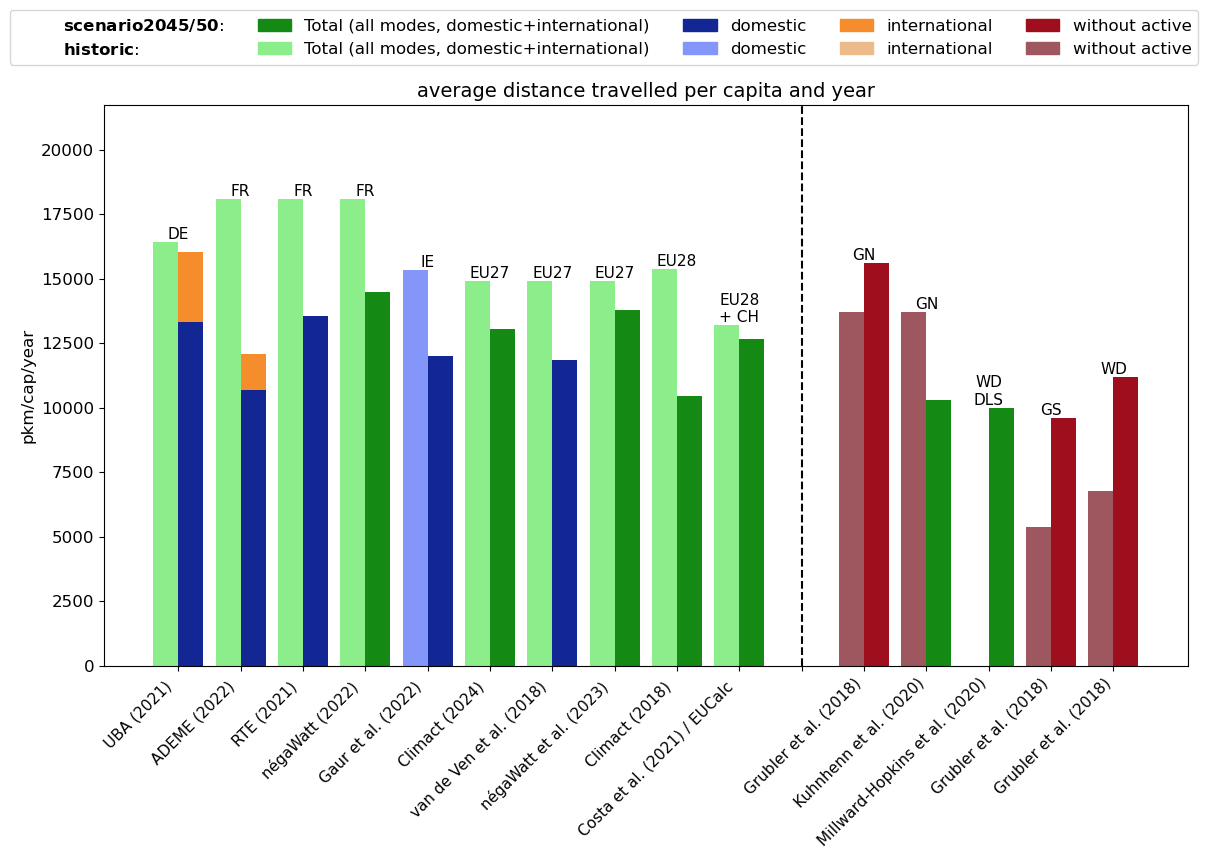 scenario2045/50: Total (all modes, domestic+international) domestic international without active
historic: Total (all modes, domestic+international) domestic international without active
average distance travelled per capita and year
pkm/cap/year
20000
17500
15000
12500
10000
7500
5000
2500
0
DE
FR
FR
FR
IE
EU27
EU27
EU27
EU28
EU28
+ CH
GN
GN
WD
DLS
GS
WD
UBA (2021)
ADEME (2022)
RTE (2021)
négaWatt (2022)
Gaur et al. (2022)
Climact (2024)
van de Ven et al. (2018)
négaWatt et al. (2023)
Climact (2018)
Costa et al. (2021) / EUCalc
Grubler et al. (2018)
Kuhnhenn et al. (2020)
Millward-Hopkins et al. (2020)
Grubler et al. (2018)
Grubler et al. (2018)